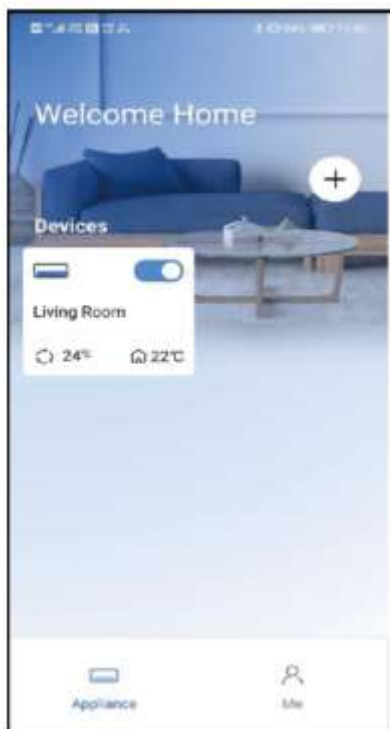 Welcome Home
+
Devices
Living Room
24℃ 22℃
Appliance Me